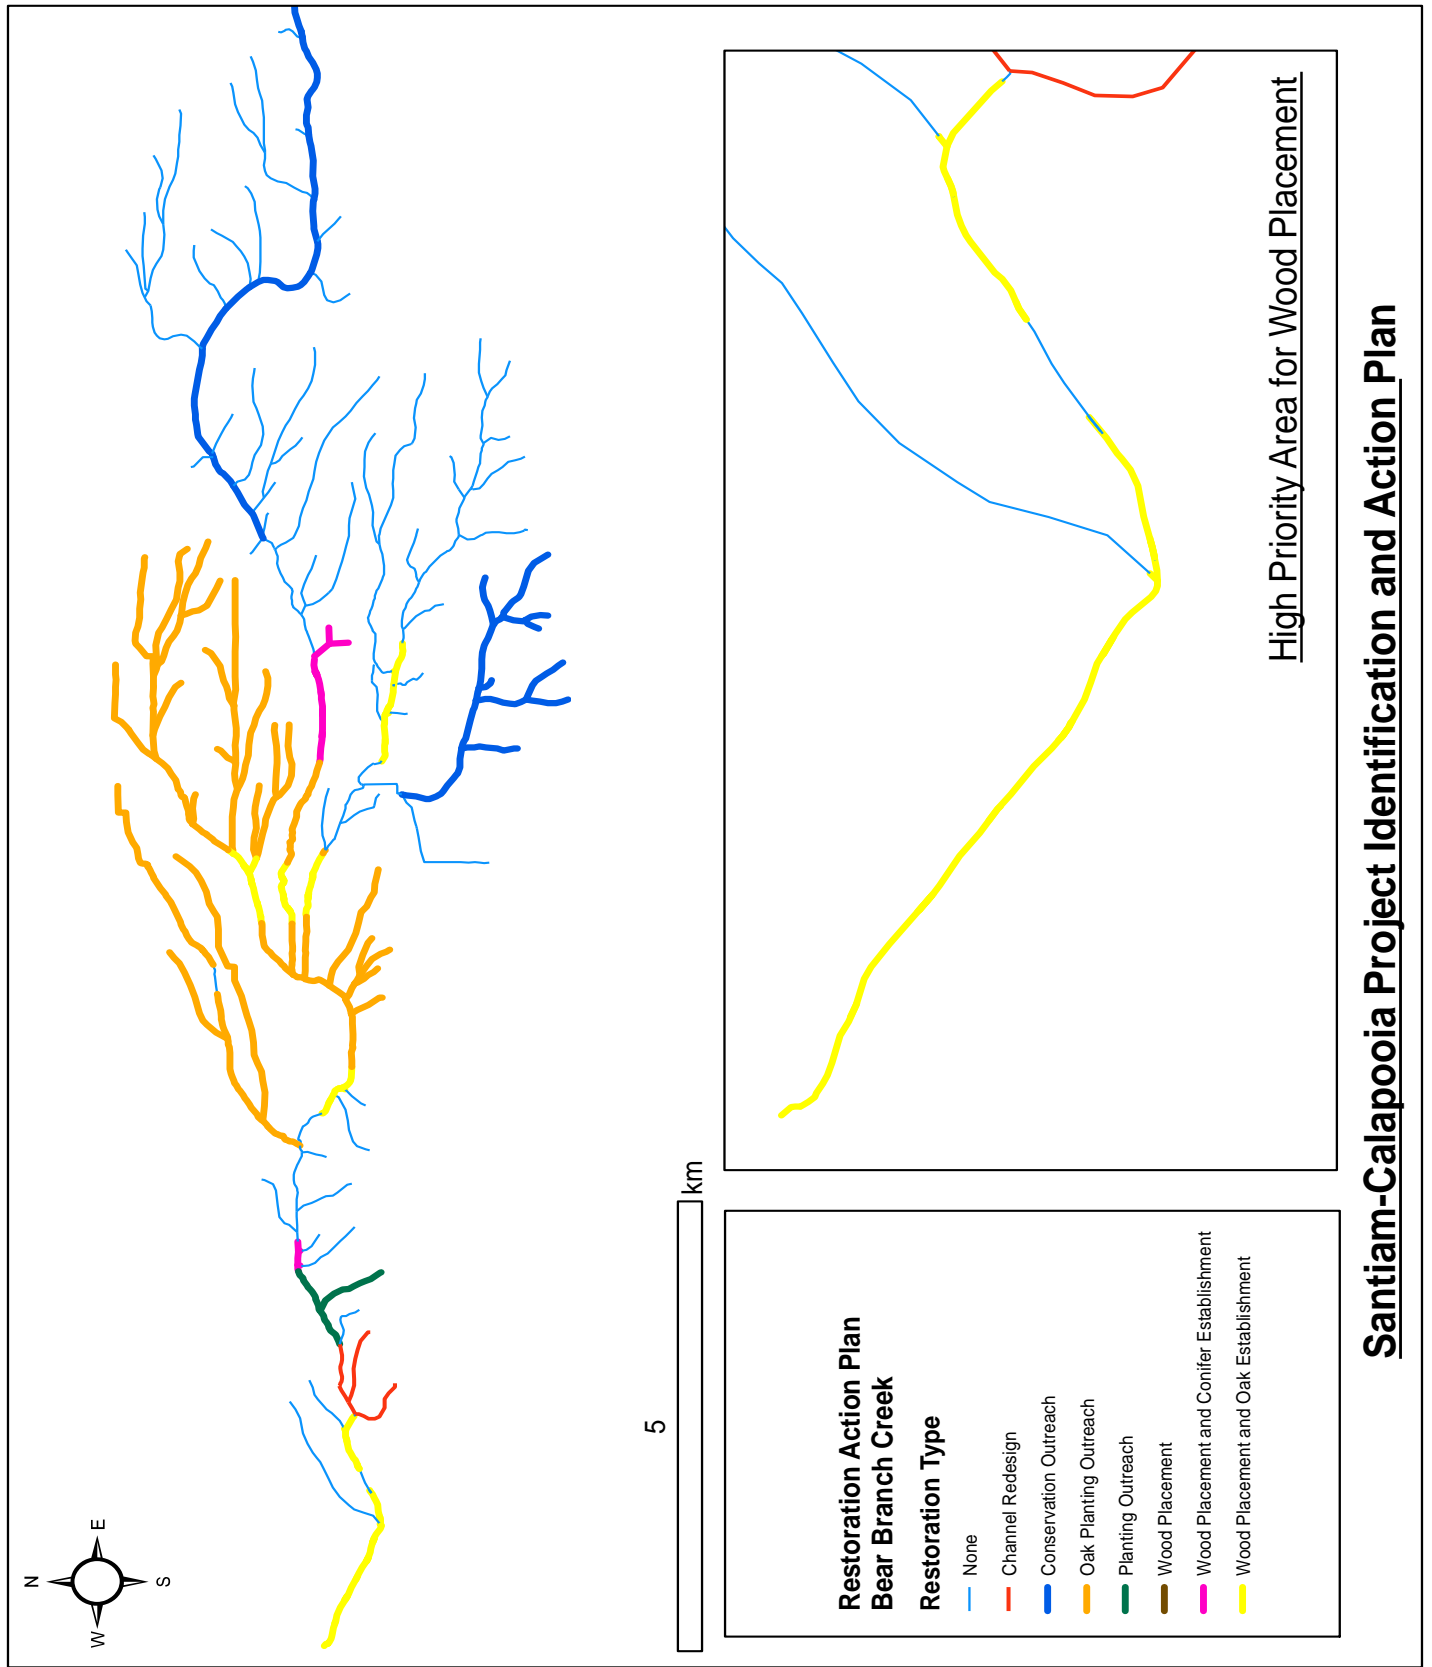 N
W
E
S
5
km
Restoration Action Plan
Bear Branch Creek
Restoration Type
None
Channel Redesign
Conservation Outreach
Oak Planting Outreach
Planting Outreach
Wood Placement
Wood Placement and Conifer Establishment
Wood Placement and Oak Establishment
High Priority Area for Wood Placement
Santiam-Calapooia Project Identification and Action Plan